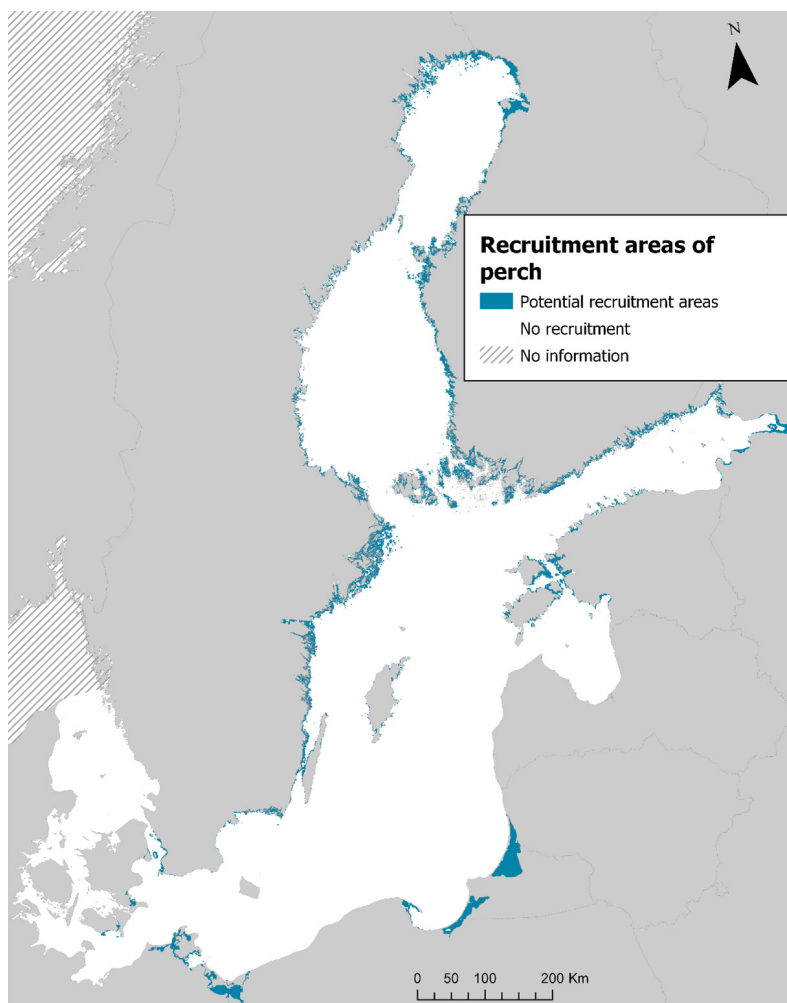 N
Recruitment areas of
perch
Potential recruitment areas
No recruitment
No information
0 50 100 200 Km